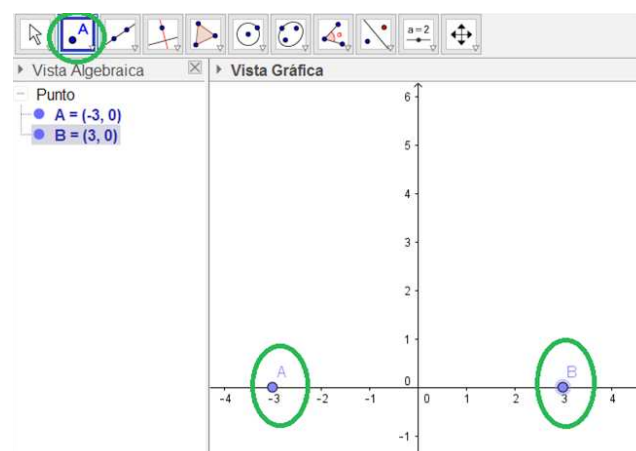 A
a=2
Vista Algebraica
Vista Gráfica
Punto
A = (-3, 0)
B = (3, 0)
6
5
4
3
2
1
0
A
B
-4 -3 -2 -1 0 1 2 3 4
-1